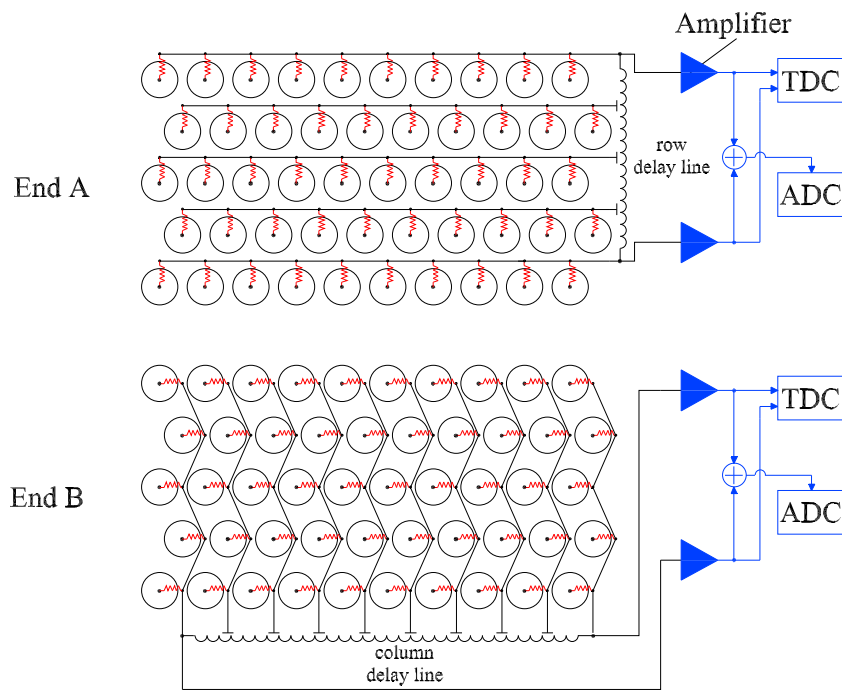 Amplifier
TDC
row
delay line
End A
ADC
TDC
End B
ADC
column
delay line